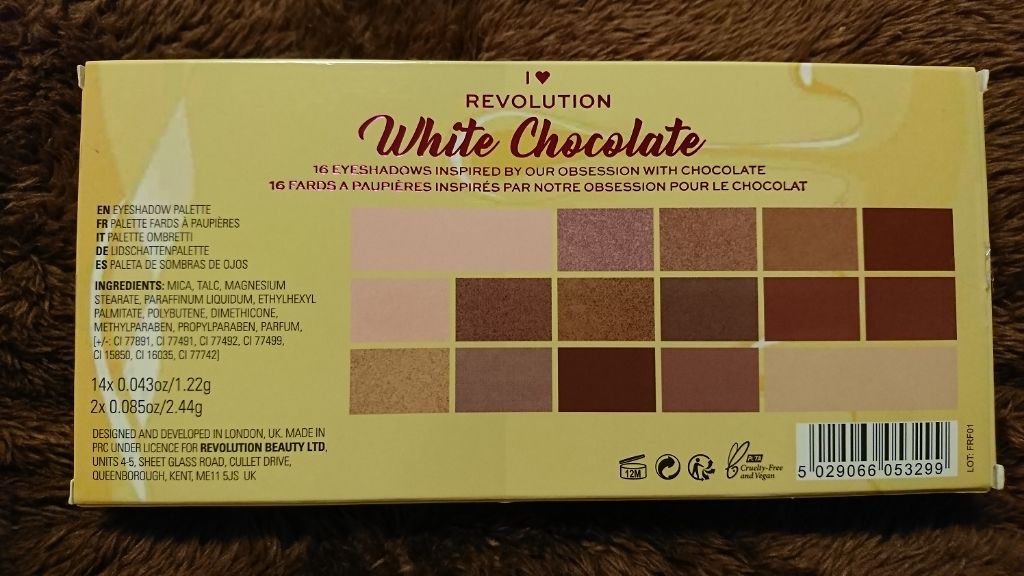 I ♥
REVOLUTION
White Chocolate
16 EYESHADOWS INSPIRED BY OUR OBSESSION WITH CHOCOLATE
16 FARDS A PAUPIÈRES INSPIRÉS PAR NOTRE OBSESSION POUR LE CHOCOLAT
EN EYESHADOW PALETTE
FR PALETTE FARDS À PAUPIÈRES
IT PALETTE OMBRETTI
DE LIDSCHATTENPALETTE
ES PALETA DE SOMBRAS DE OJOS
INGREDIENTS: MICA, TALC, MAGNESIUM
STEARATE, PARAFFINUM LIQUIDUM, ETHYLHEXYL
PALMITATE, POLYBUTENE, DIMETHICONE,
METHYLPARABEN, PROPYLPARABEN, PARFUM,
[+/-: CI 77891, CI 77491, CI 77492, CI 77499,
CI 15850, CI 16035, CI 77742]
14x 0.043oz/1.22g
2x 0.085oz/2.44g
DESIGNED AND DEVELOPED IN LONDON, UK. MADE IN
PRC UNDER LICENCE FOR REVOLUTION BEAUTY LTD,
UNITS 4-5, SHEET GLASS ROAD, CULLET DRIVE,
QUEENBOROUGH, KENT, ME11 5JS UK
12M
PETA
Cruelty-Free
and Vegan
5 029066 053299
LOT: FRF01